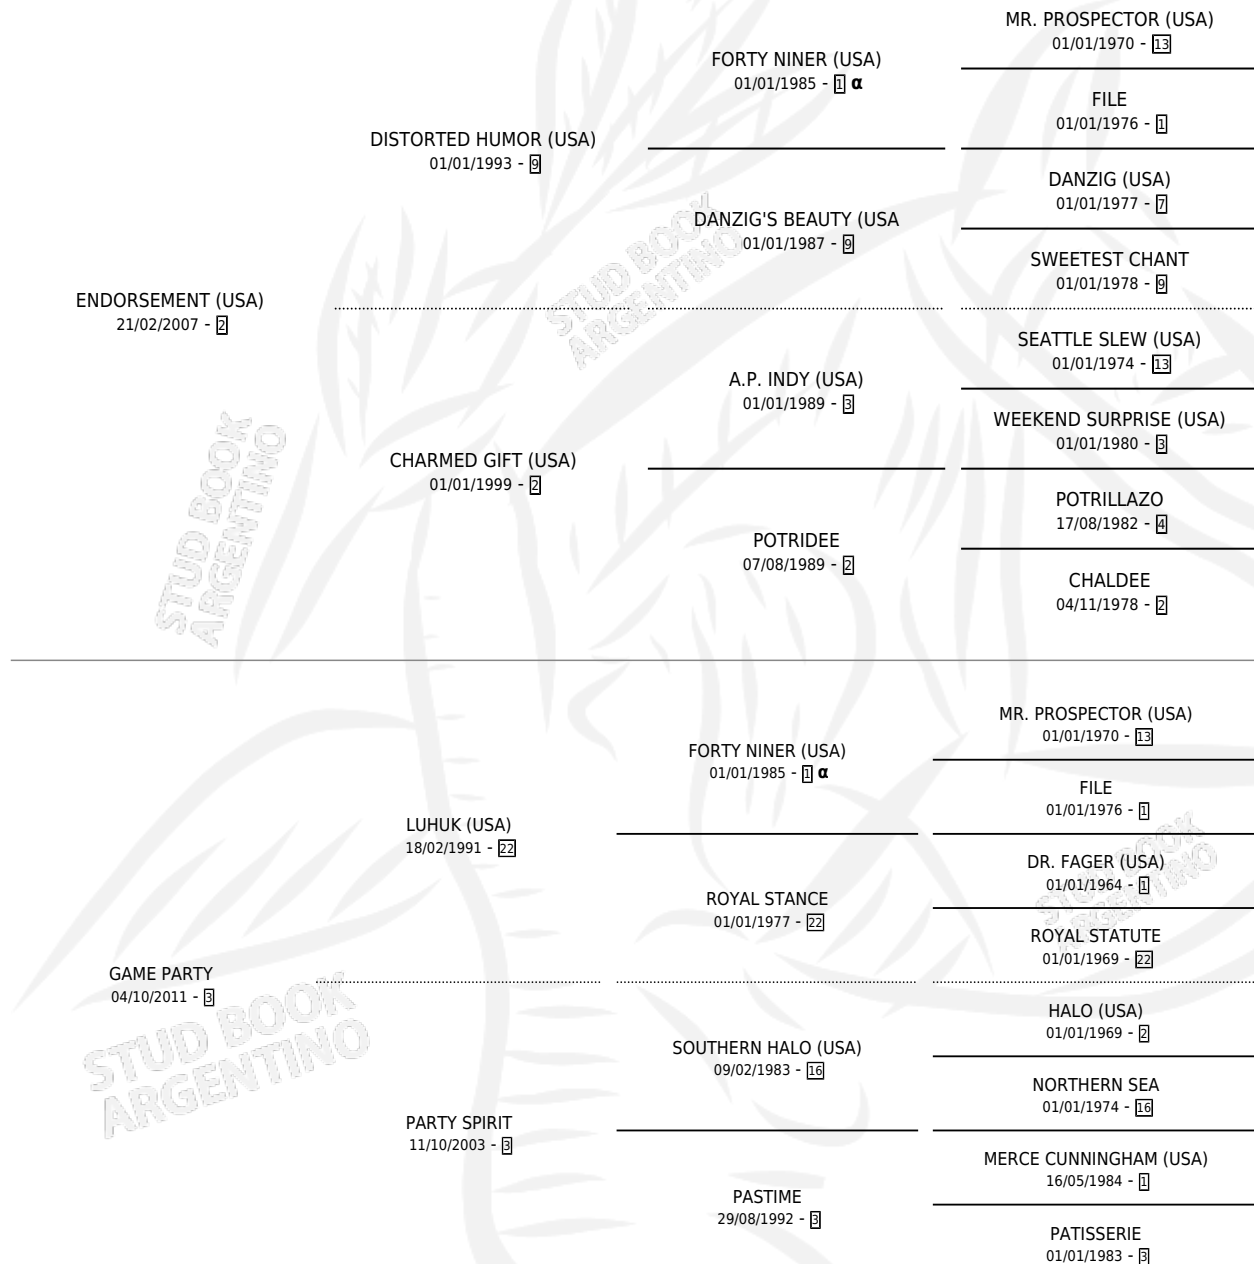 MR. PROSPECTOR (USA)
01/01/1970 - 13
FORTY NINER (USA)
01/01/1985 - 1 α
FILE
01/01/1976 - 1
DISTORTED HUMOR (USA)
01/01/1993 - 9
DANZIG (USA)
01/01/1977 - 7
DANZIG'S BEAUTY (USA
01/01/1987 - 9
SWEETEST CHANT
01/01/1978 - 9
ENDORSEMENT (USA)
21/02/2007 - 2
SEATTLE SLEW (USA)
01/01/1974 - 13
A.P. INDY (USA)
01/01/1989 - 3
WEEKEND SURPRISE (USA)
01/01/1980 - 3
CHARMED GIFT (USA)
01/01/1999 - 2
POTRILLAZO
17/08/1982 - 4
POTRIDEE
07/08/1989 - 2
CHALDEE
04/11/1978 - 2
MR. PROSPECTOR (USA)
01/01/1970 - 13
FORTY NINER (USA)
01/01/1985 - 1 α
FILE
01/01/1976 - 1
LUHUK (USA)
18/02/1991 - 22
DR. FAGER (USA)
01/01/1964 - 1
ROYAL STANCE
01/01/1977 - 22
ROYAL STATUTE
01/01/1969 - 22
GAME PARTY
04/10/2011 - 3
HALO (USA)
01/01/1969 - 2
SOUTHERN HALO (USA)
09/02/1983 - 16
NORTHERN SEA
01/01/1974 - 16
PARTY SPIRIT
11/10/2003 - 3
MERCE CUNNINGHAM (USA)
16/05/1984 - 1
PASTIME
29/08/1992 - 3
PATISSERIE
01/01/1983 - 3
STUD BOOK
ARGENTINO
STUD BOOK
ARGENTINO
STUD BOOK
ARGENTINO
STUD BOOK
ARGENTINO